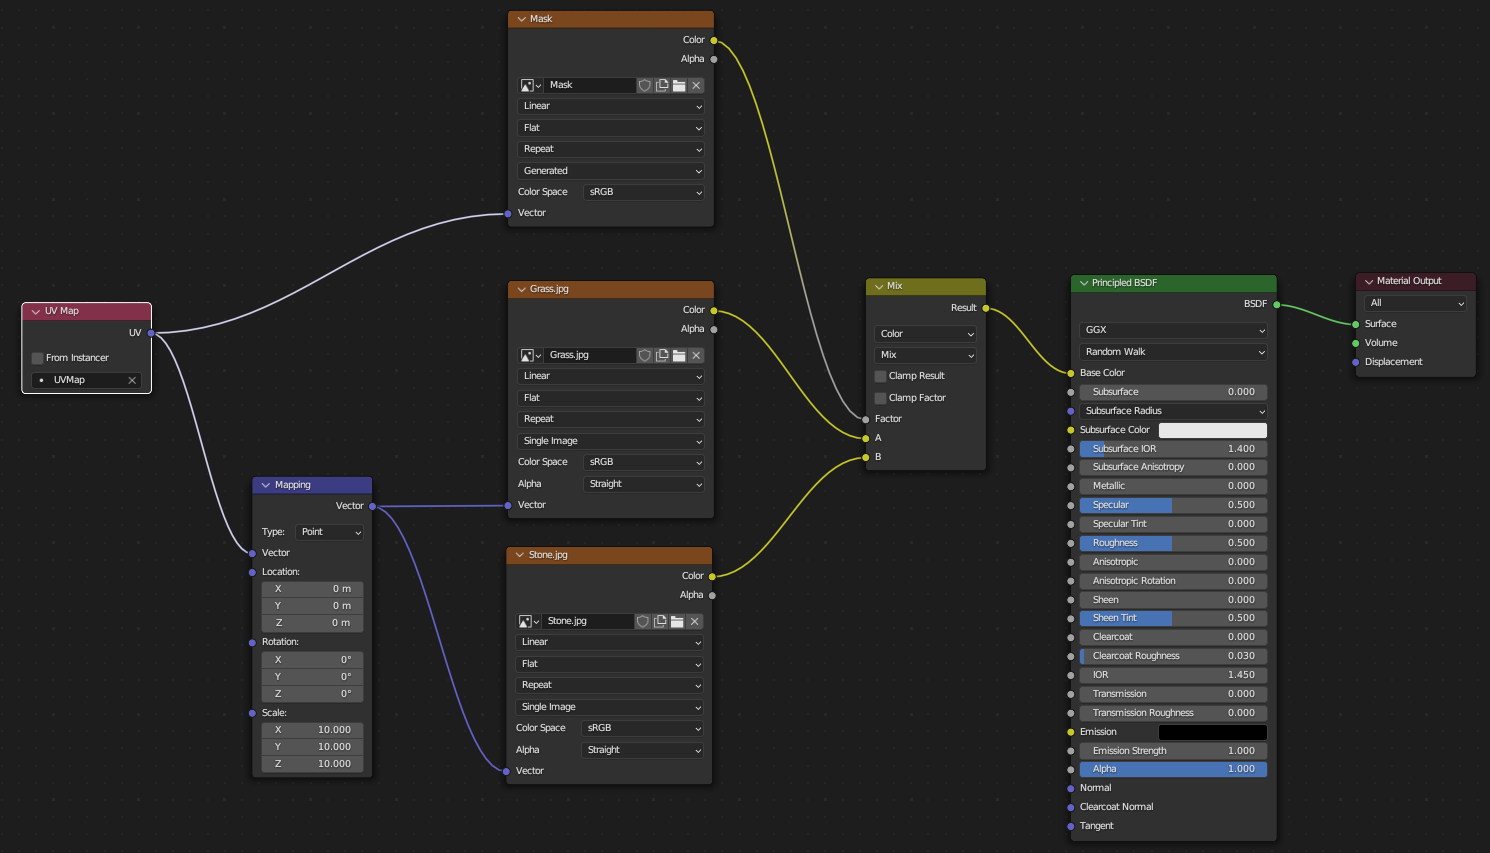 Mask
Color
Alpha
Mask
Linear
Flat
Repeat
Generated
Color Space sRGB
Vector
UV Map
UV
From Instancer
UVMap
Mapping
Vector
Type: Point
Vector
Location:
X 0 m
Y 0 m
Z 0 m
Rotation:
X 0°
Y 0°
Z 0°
Scale:
X 10.000
Y 10.000
Z 10.000
Grass.jpg
Color
Alpha
Grass.jpg
Linear
Flat
Repeat
Single Image
Color Space sRGB
Alpha Straight
Vector
Stone.jpg
Color
Alpha
Stone.jpg
Linear
Flat
Repeat
Single Image
Color Space sRGB
Alpha Straight
Vector
Mix
Result
Color
Mix
Clamp Result
Clamp Factor
Factor
A
B
Principled BSDF
BSDF
GGX
Random Walk
Base Color
Subsurface 0.000
Subsurface Radius
Subsurface Color
Subsurface IOR 1.400
Subsurface Anisotropy 0.000
Metallic 0.000
Specular 0.500
Specular Tint 0.000
Roughness 0.500
Anisotropic 0.000
Anisotropic Rotation 0.000
Sheen 0.000
Sheen Tint 0.500
Clearcoat 0.000
Clearcoat Roughness 0.030
IOR 1.450
Transmission 0.000
Transmission Roughness 0.000
Emission
Emission Strength 1.000
Alpha 1.000
Normal
Clearcoat Normal
Tangent
Material Output
All
Surface
Volume
Displacement